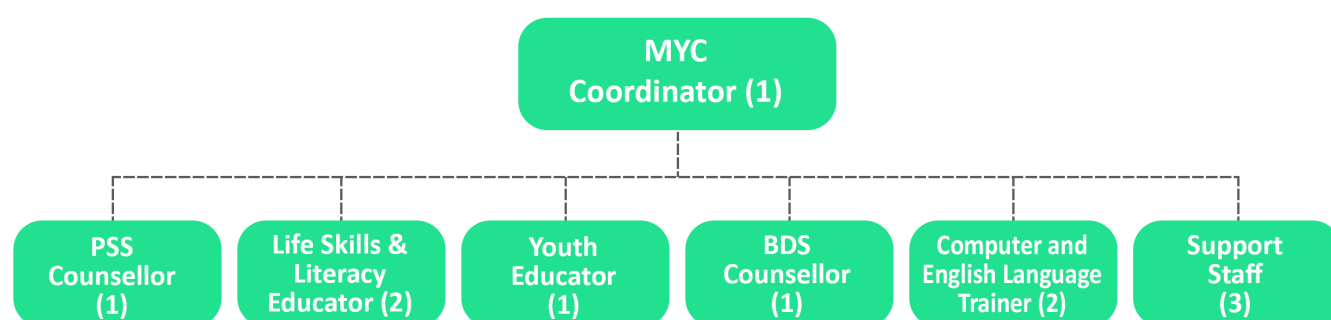 MYC
Coordinator (1)
PSS
Counsellor
(1)
Life Skills &
Literacy
Educator (2)
Youth
Educator
(1)
BDS
Counsellor
(1)
Computer and
English Language
Trainer (2)
Support
Staff
(3)